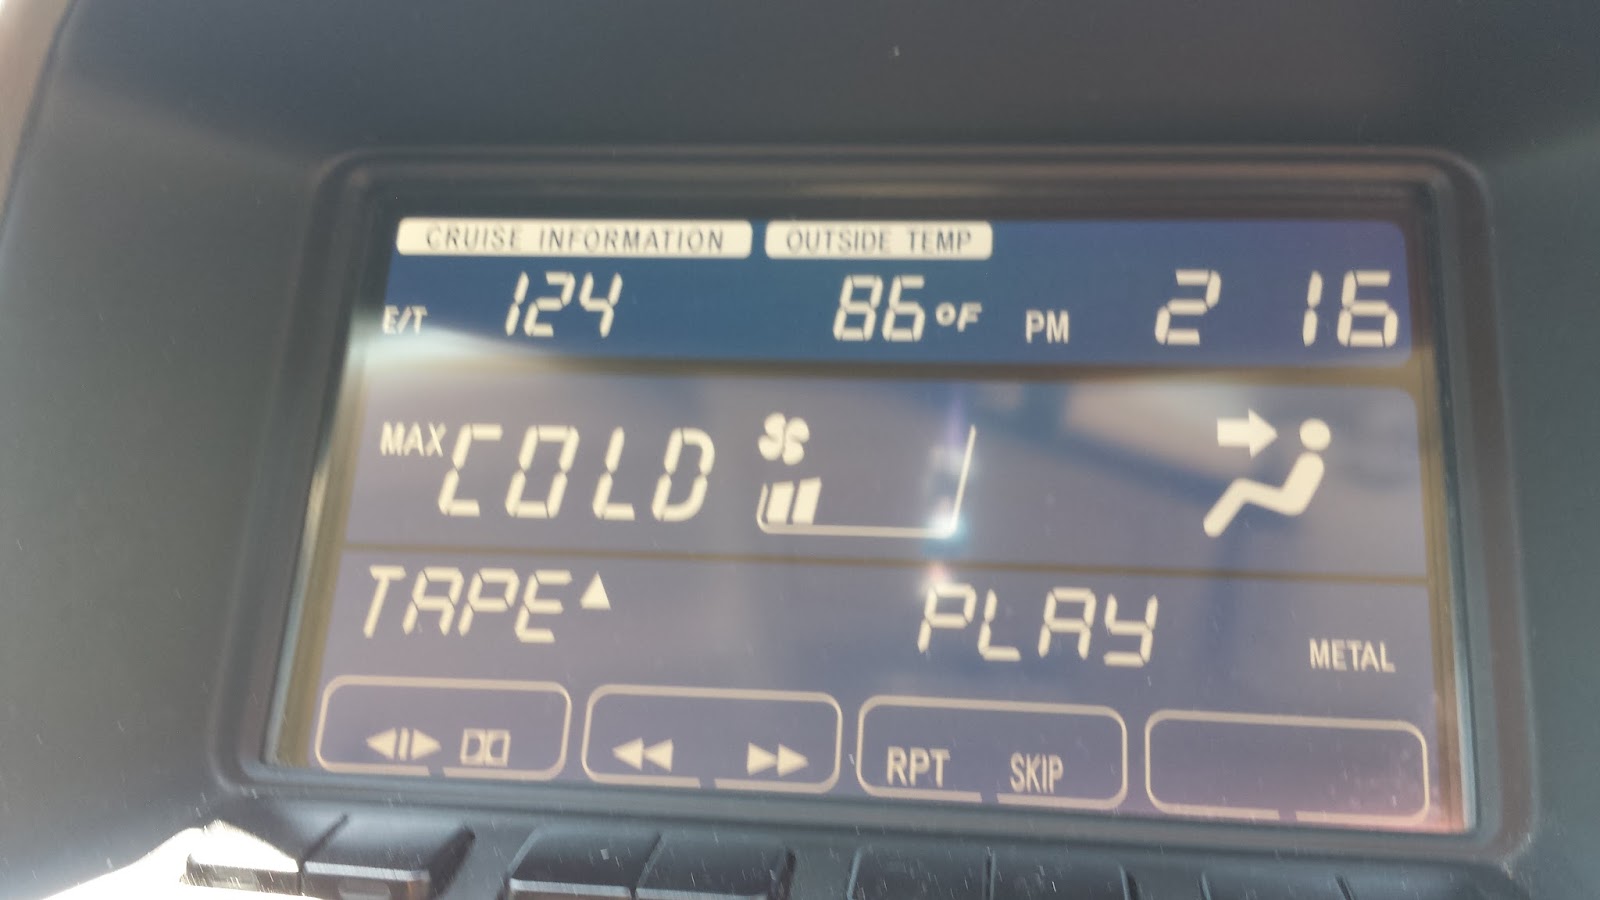 CRUISE INFORMATION OUTSIDE TEMP
E/T 124 86°F PM 2 16
MAX COLD
TAPE▲ PLAY METAL
RPT SKIP